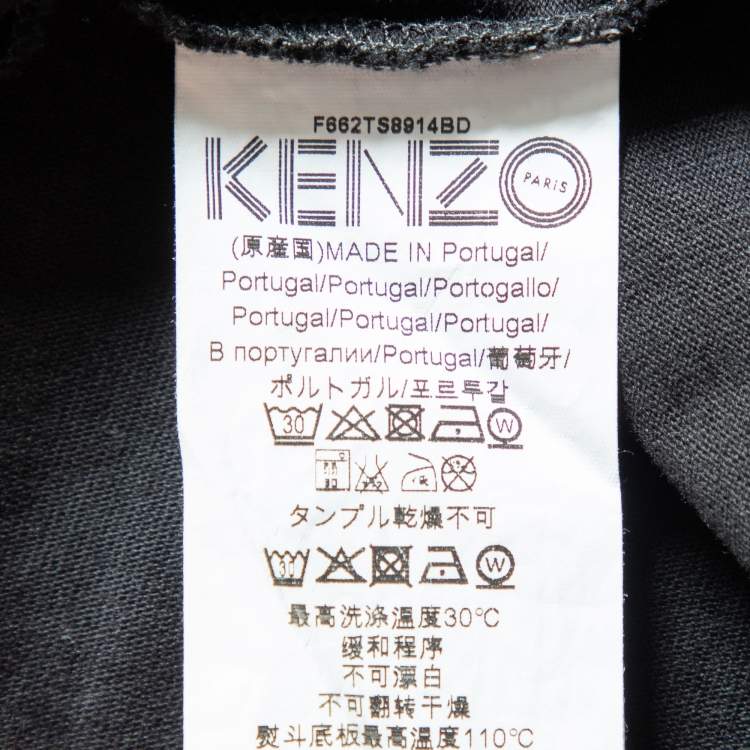 F662TS8914BD
KENZO PARIS
(原産国)MADE IN Portugal/
Portugal/Portugal/Portogallo/
Portugal/Portugal/Portugal/
В португалии/Portugal/葡萄牙/
ポルトガル/포르투갈
30 W
タンブル乾燥不可
30 W
最高洗涤温度30℃
缓和程序
不可漂白
不可翻转干燥
熨斗底板最高温度110℃